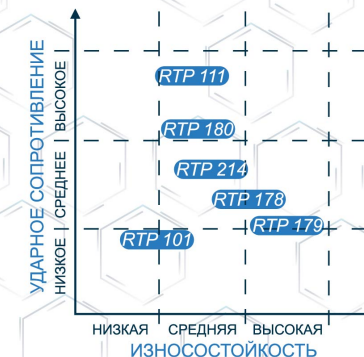 УДАРНОЕ СОПРОТИВЛЕНИЕ
НИЗКОЕ СРЕДНЕЕ ВЫСОКОЕ
RTP 111
RTP 180
RTP 214
RTP 178
RTP 179
RTP 101
НИЗКАЯ СРЕДНЯЯ ВЫСОКАЯ
ИЗНОСОСТОЙКОСТЬ